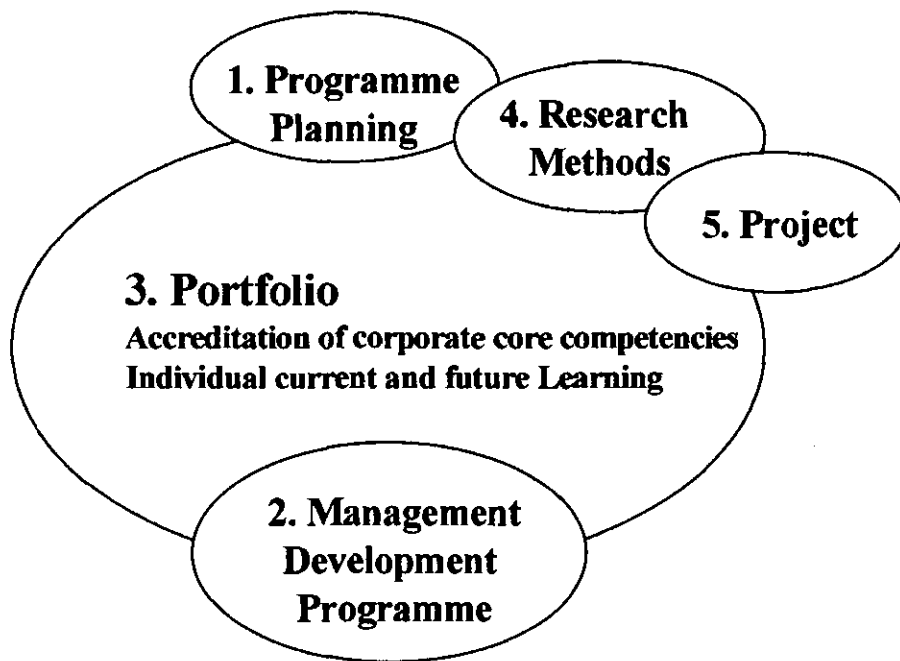 1. Programme
Planning
4. Research
Methods
5. Project
3. Portfolio
Accreditation of corporate core competencies
Individual current and future Learning
2. Management
Development
Programme